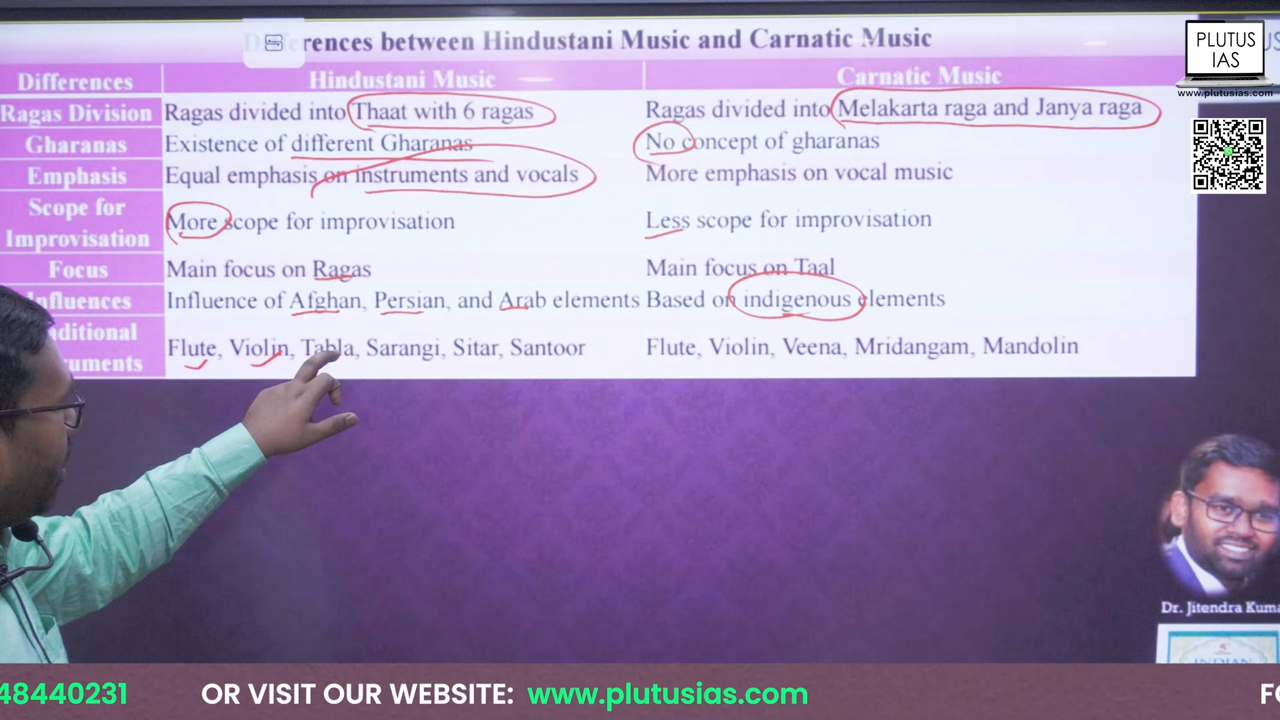 rences between Hindustani Music and Carnatic Music
PLUTUS
IAS
www.plutusias.com
Differences Hindustani Music Carnatic Music
Ragas Division Ragas divided into Thaat with 6 ragas Ragas divided into Melakarta raga and Janya raga
Gharanas Existence of different Gharanas No concept of gharanas
Emphasis Equal emphasis on instruments and vocals More emphasis on vocal music
Scope for
Improvisation More scope for improvisation Less scope for improvisation
Focus Main focus on Ragas Main focus on Taal
Influences Influence of Afghan, Persian, and Arab elements Based on indigenous elements
ditional
uments Flute, Violin, Tabla, Sarangi, Sitar, Santoor Flute, Violin, Veena, Mridangam, Mandolin
Dr. Jitendra Kuma
48440231 OR VISIT OUR WEBSITE: www.plutusias.com FO